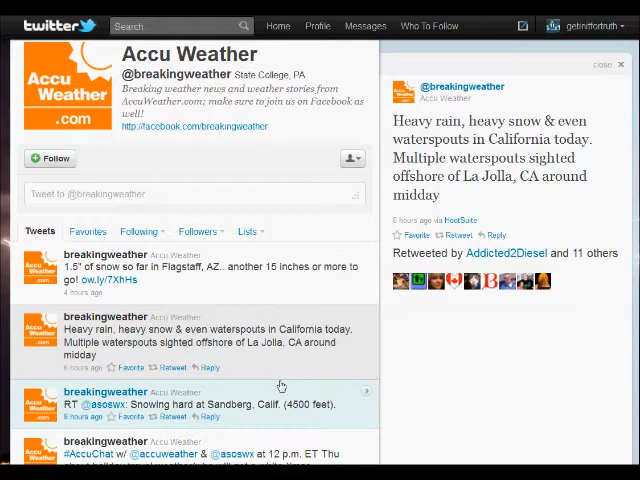 twitter
Search
Home
Profile
Messages
Who To Follow
getinitfortruth
Accu
Weather
.com
Accu Weather
@breakingweather State College, PA
Breaking weather news and weather stories from
AccuWeather.com; make sure to join us on Facebook as
well!
http://facebook.com/breakingweather
Follow
Tweet to @breakingweather
Tweets
Favorites
Following
Followers
Lists
breakingweather Accu Weather
1.5" of snow so far in Flagstaff, AZ.. another 15 inches or more to
go! ow.ly/7XhHs
4 hours ago
breakingweather Accu Weather
Heavy rain, heavy snow & even waterspouts in California today.
Multiple waterspouts sighted offshore of La Jolla, CA around
midday
6 hours ago Favorite Retweet Reply
breakingweather Accu Weather
RT @asoswx: Snowing hard at Sandberg, Calif. (4500 feet).
8 hours ago Favorite Retweet Reply
breakingweather Accu Weather
#AccuChat w/ @accuweather & @asoswx at 12 p.m. ET Thu
close ×
@breakingweather
Accu Weather
Heavy rain, heavy snow & even
waterspouts in California today.
Multiple waterspouts sighted
offshore of La Jolla, CA around
midday
6 hours ago via HootSuite
Favorite Retweet Reply
Retweeted by Addicted2Diesel and 11 others